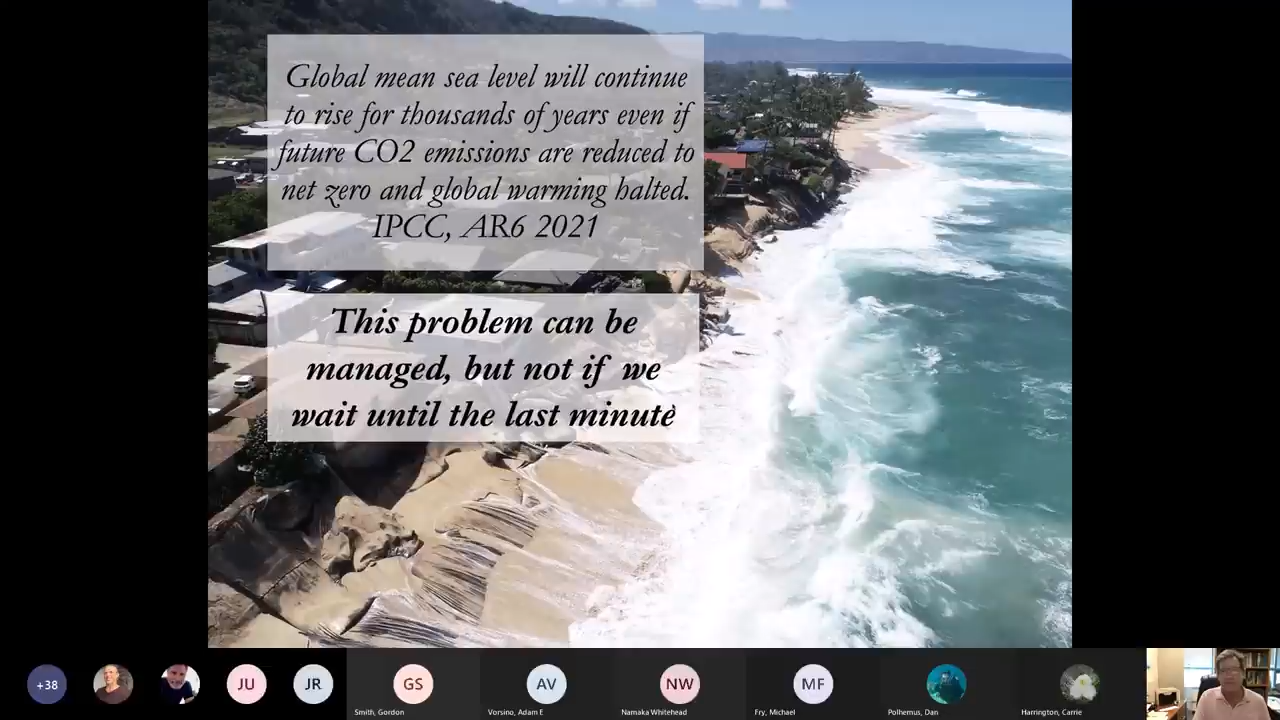 Global mean sea level will continue
to rise for thousands of years even if
future CO2 emissions are reduced to
net zero and global warming halted.
IPCC, AR6 2021
This problem can be
managed, but not if we
wait until the last minute
+38
JU
JR
GS
AV
NW
MF
Smith, Gordon
Vorsino, Adam E
Namaka Whitehead
Fry, Michael
Polhemus, Dan
Harrington, Carrie